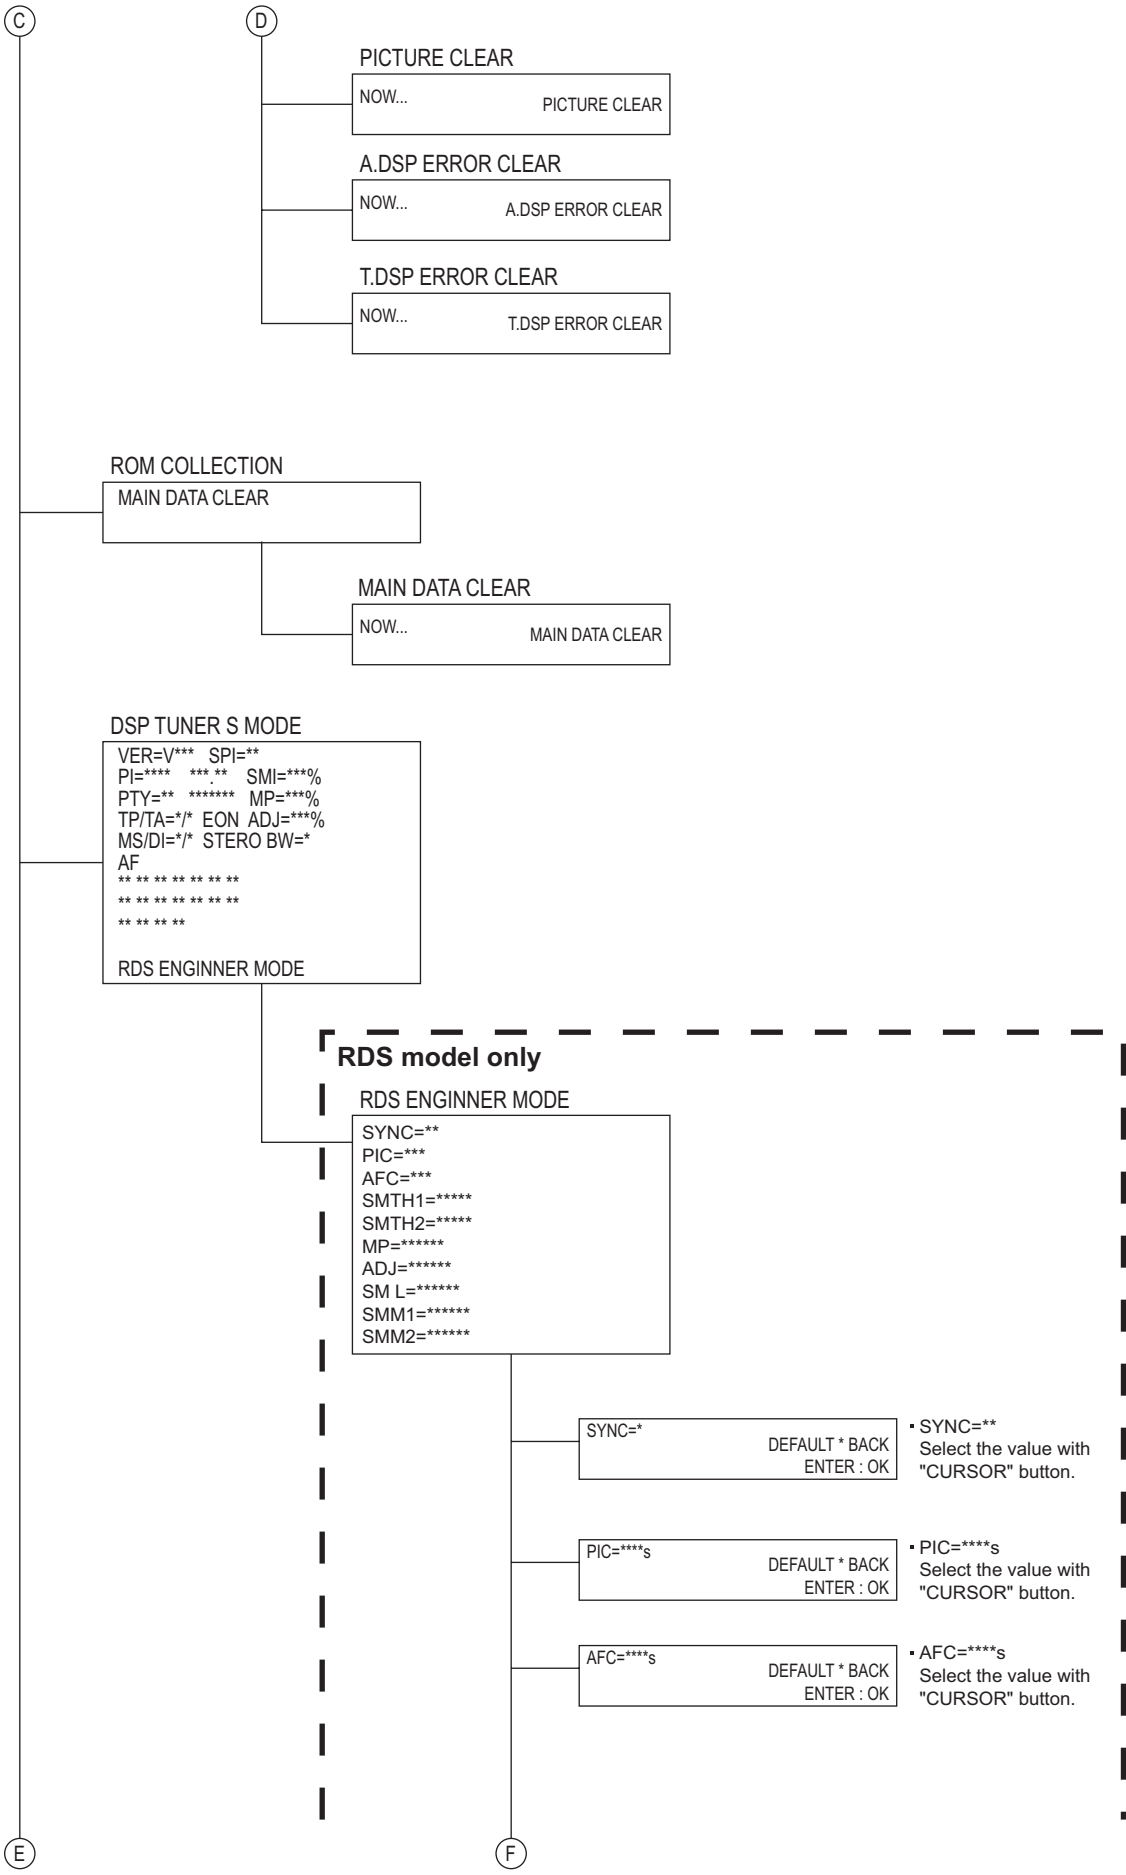 C
D
PICTURE CLEAR
NOW...
PICTURE CLEAR
A.DSP ERROR CLEAR
NOW...
A.DSP ERROR CLEAR
T.DSP ERROR CLEAR
NOW...
T.DSP ERROR CLEAR
ROM COLLECTION
MAIN DATA CLEAR
MAIN DATA CLEAR
NOW...
MAIN DATA CLEAR
DSP TUNER S MODE
VER=V*** SPI=**
PI=**** ***.** SMI=***%
PTY=** ******* MP=***%
TP/TA=*/* EON ADJ=***%
MS/DI=*/* STERO BW=*
AF
** ** ** ** ** ** **
** ** ** ** ** ** **
** ** ** **
RDS ENGINNER MODE
RDS model only
RDS ENGINNER MODE
SYNC=**
PIC=***
AFC=***
SMTH1=*****
SMTH2=*****
MP=******
ADJ=******
SM L=******
SMM1=******
SMM2=******
SYNC=*
DEFAULT * BACK
ENTER : OK
▪ SYNC=**
Select the value with
"CURSOR" button.
PIC=****s
DEFAULT * BACK
ENTER : OK
▪ PIC=****s
Select the value with
"CURSOR" button.
AFC=****s
DEFAULT * BACK
ENTER : OK
▪ AFC=****s
Select the value with
"CURSOR" button.
E
F